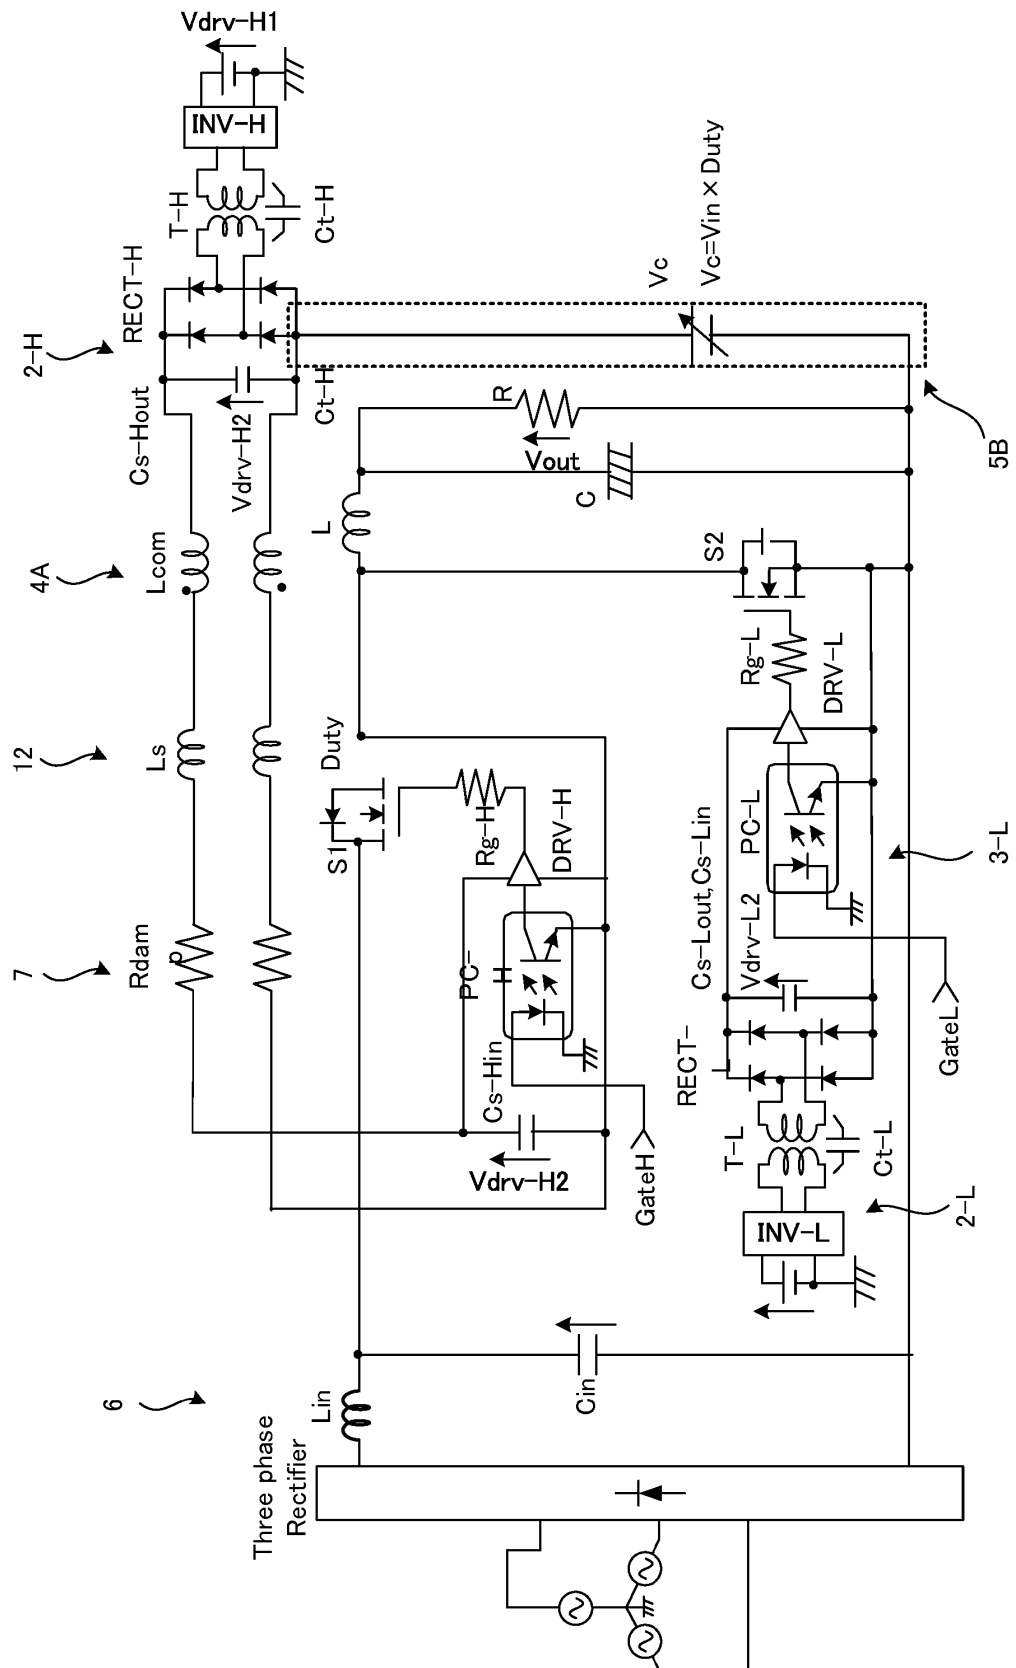 Vdrv-H1
INV-H
T-H
Ct-H
RECT-H
2-H
Cs-Hout
Vdrv-H2
Ct-H
Vc
Vc=Vin×Duty
5B
R
Vout
C
L
4A
Lcom
12
Ls
7
Rdam
p
S1
Duty
Rg-H
DRV-H
PC-
H
Cs-Hin
Vdrv-H2
GateH
S2
Rg-L
DRV-L
PC-L
3-L
Cs-Lout,Cs-Lin
Vdrv-L2
GateL
RECT-
L
T-L
Ct-L
2-L
INV-L
6
Lin
Cin
Three phase
Rectifier